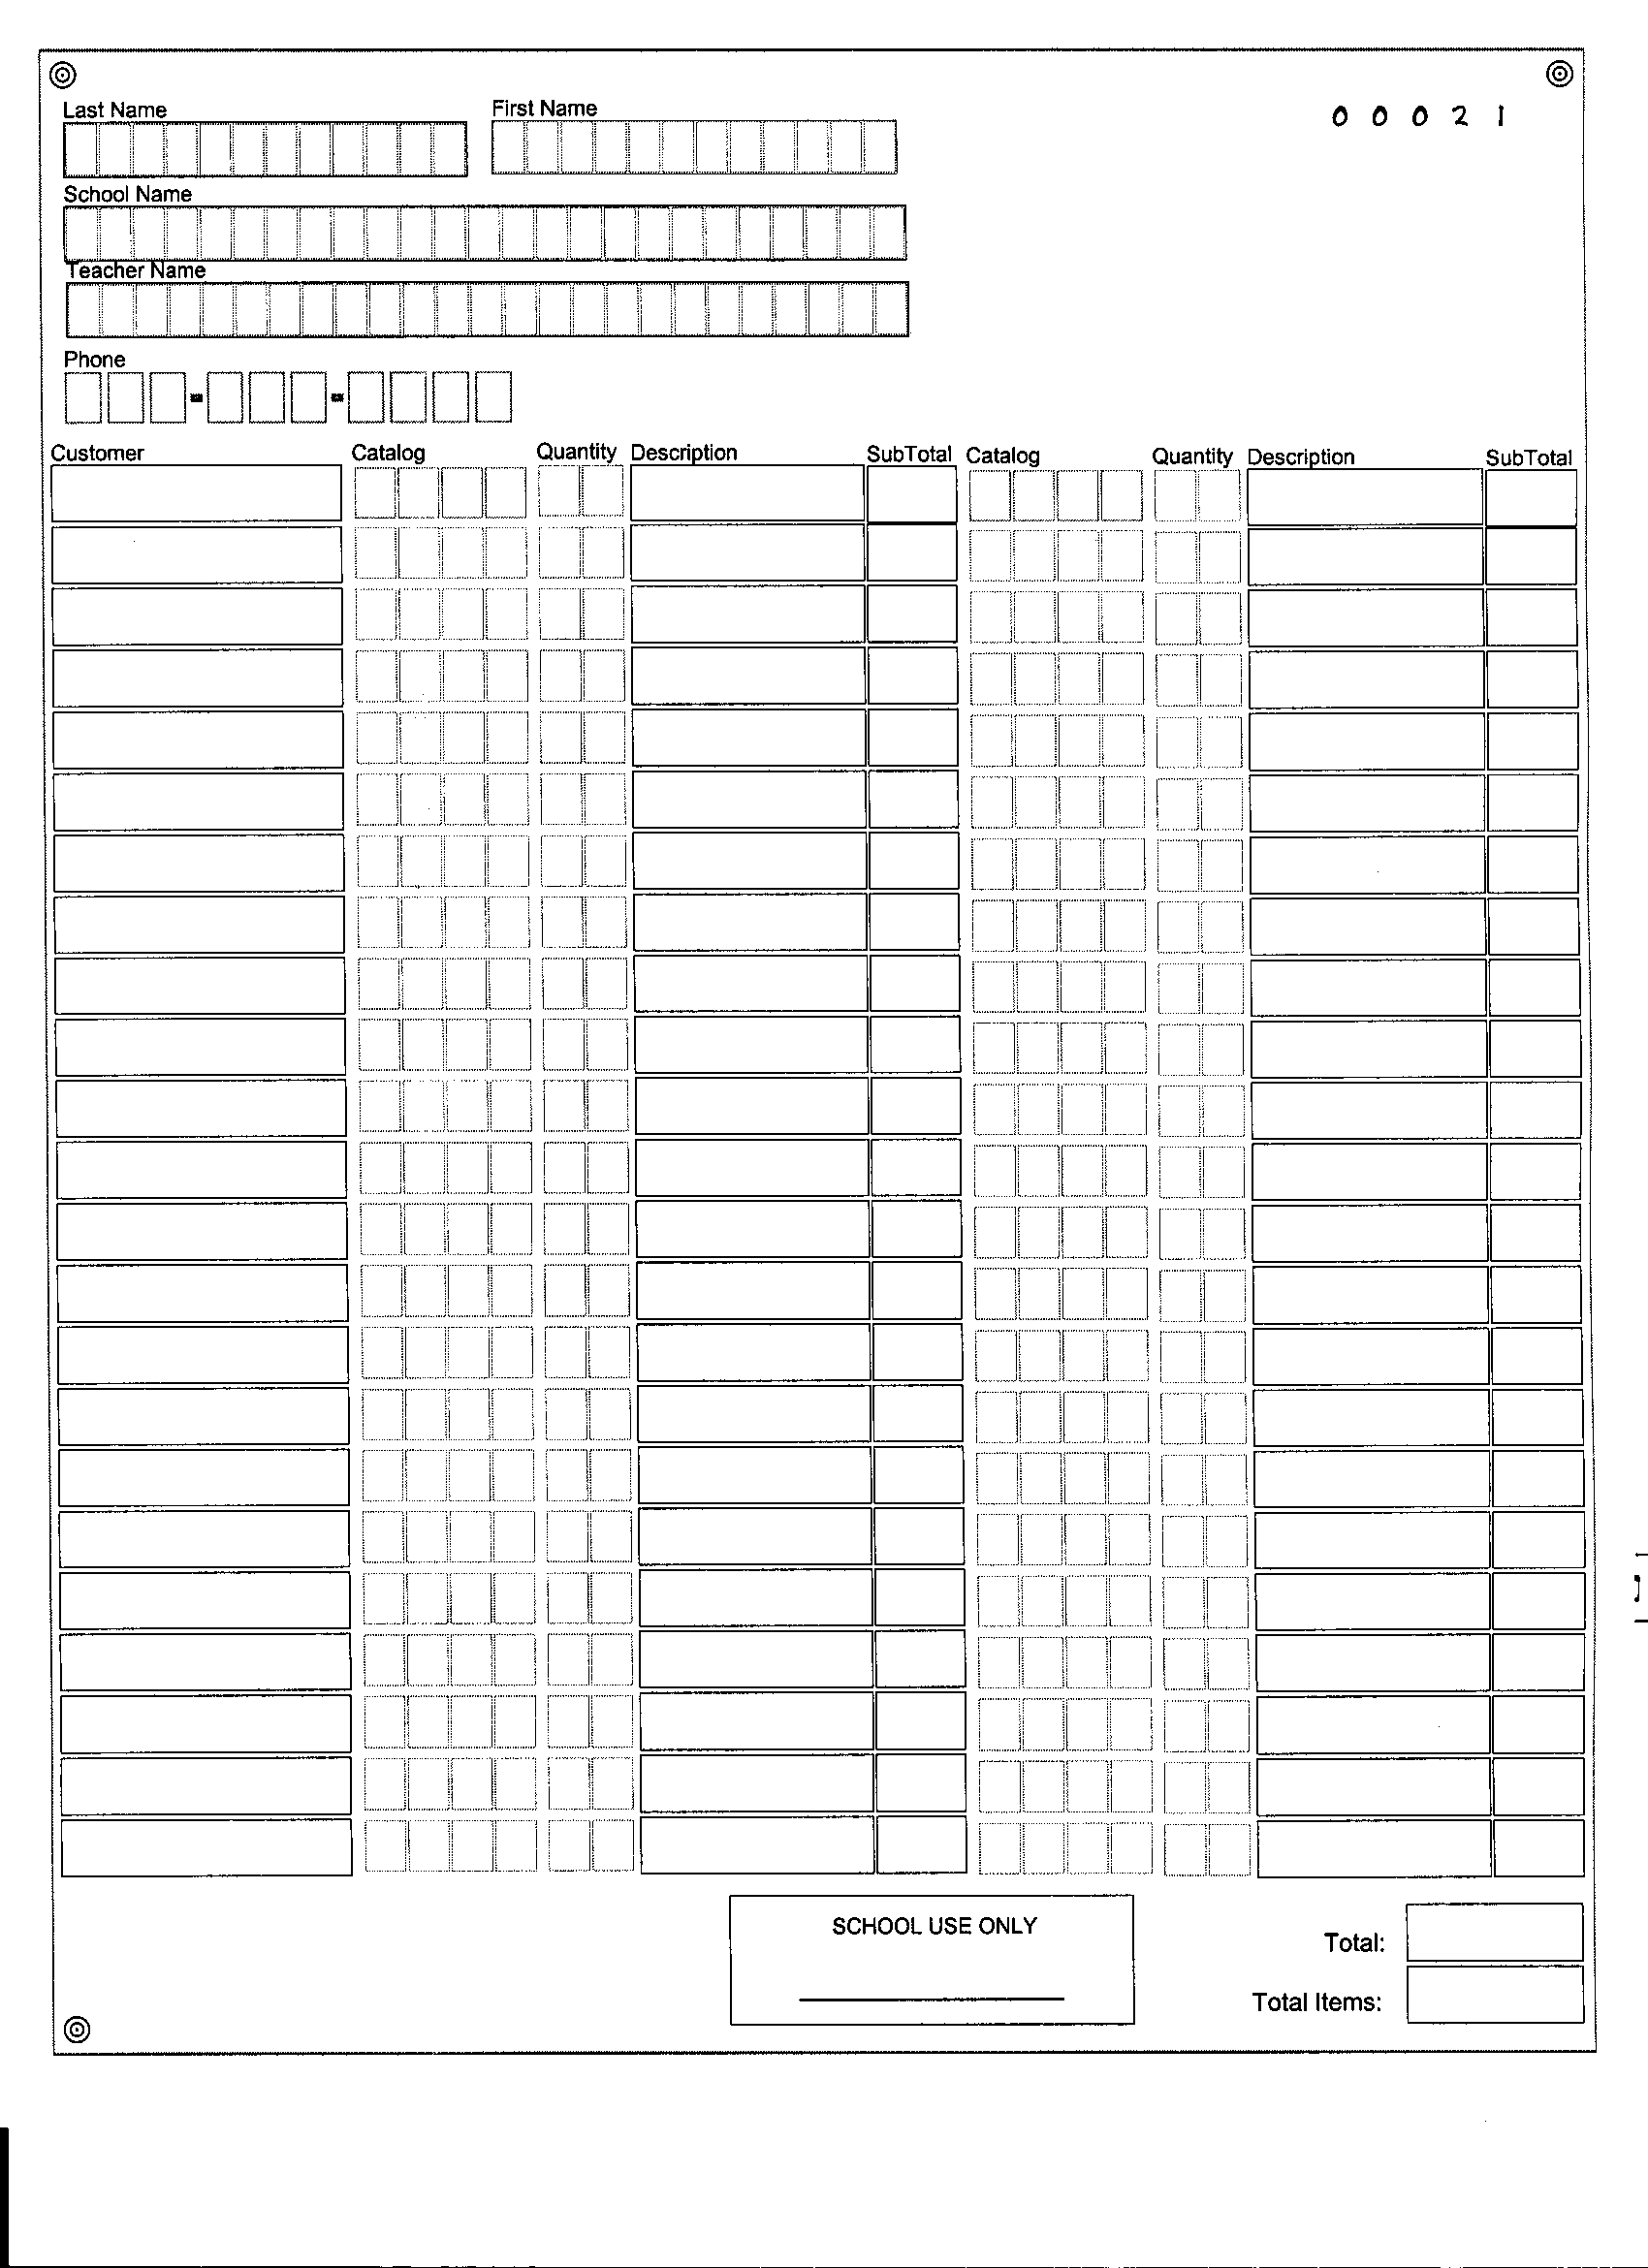 Last Name First Name 0 0 0 2 1
School Name
Teacher Name
Phone
Customer Catalog Quantity Description SubTotal Catalog Quantity Description SubTotal
SCHOOL USE ONLY
Total:
Total Items: